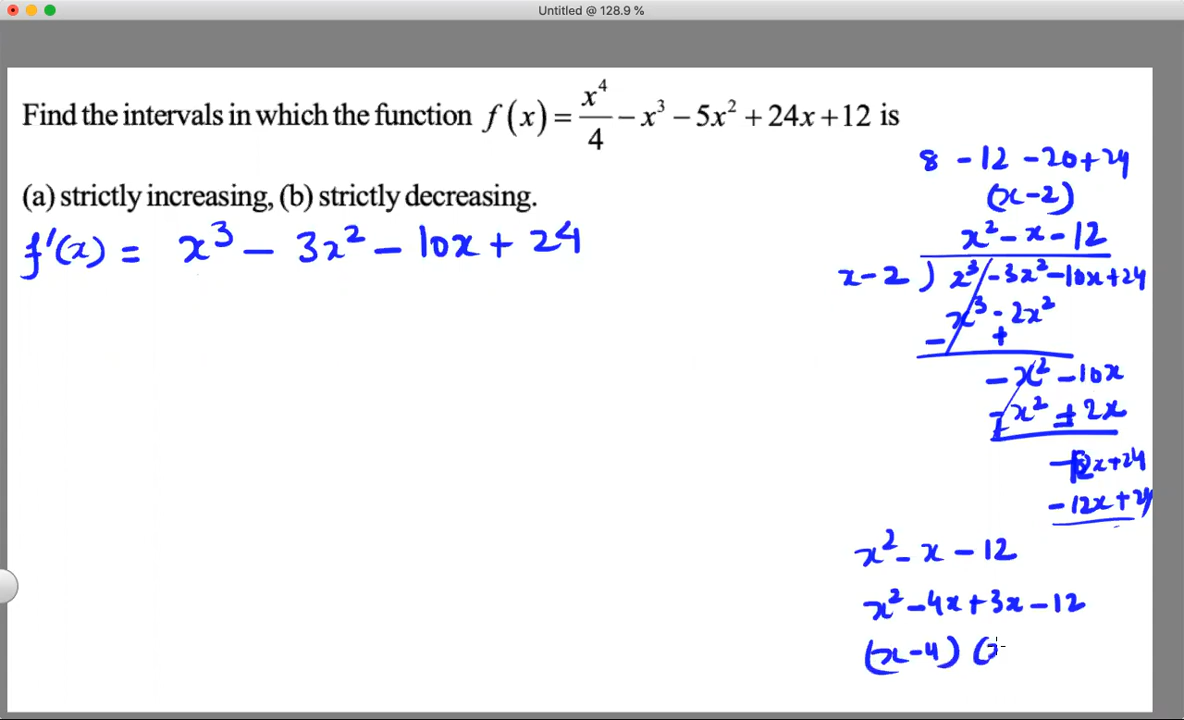 Untitled @ 128.9 %
Find the intervals in which the function f(x) = x⁴/4 − x³ − 5x² + 24x + 12 is
(a) strictly increasing, (b) strictly decreasing.
f'(x) = x³ − 3x² − 10x + 24
8 − 12 − 20 + 24
(x − 2)
x² − x − 12
x − 2 ) x³ − 3x² − 10x + 24
x³ − 2x²
− +
− x² − 10x
− x² + 2x
− 12x + 24
− 12x + 24
x² − x − 12
x² − 4x + 3x − 12
(x − 4) (